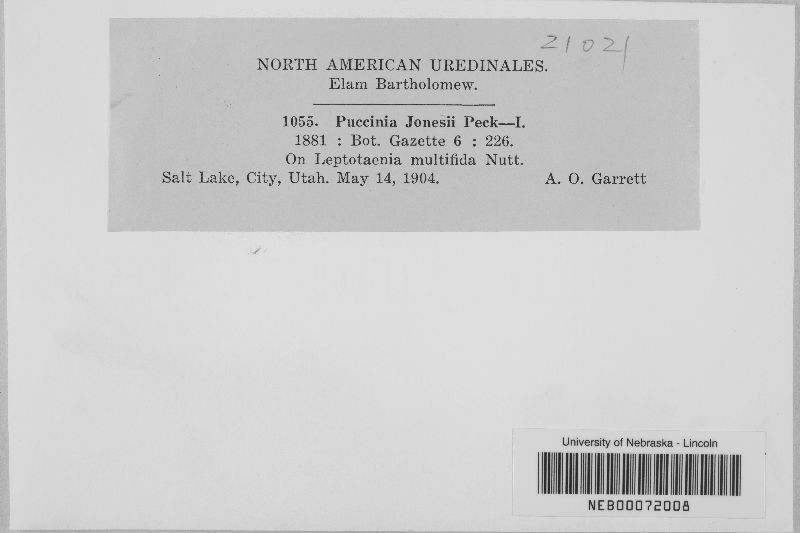 21021
NORTH AMERICAN UREDINALES.
Elam Bartholomew.
1055. Puccinia Jonesii Peck—I.
1881 : Bot. Gazette 6 : 226.
On Leptotaenia multifida Nutt.
Salt Lake, City, Utah. May 14, 1904. A. O. Garrett
University of Nebraska - Lincoln
NEB00072008